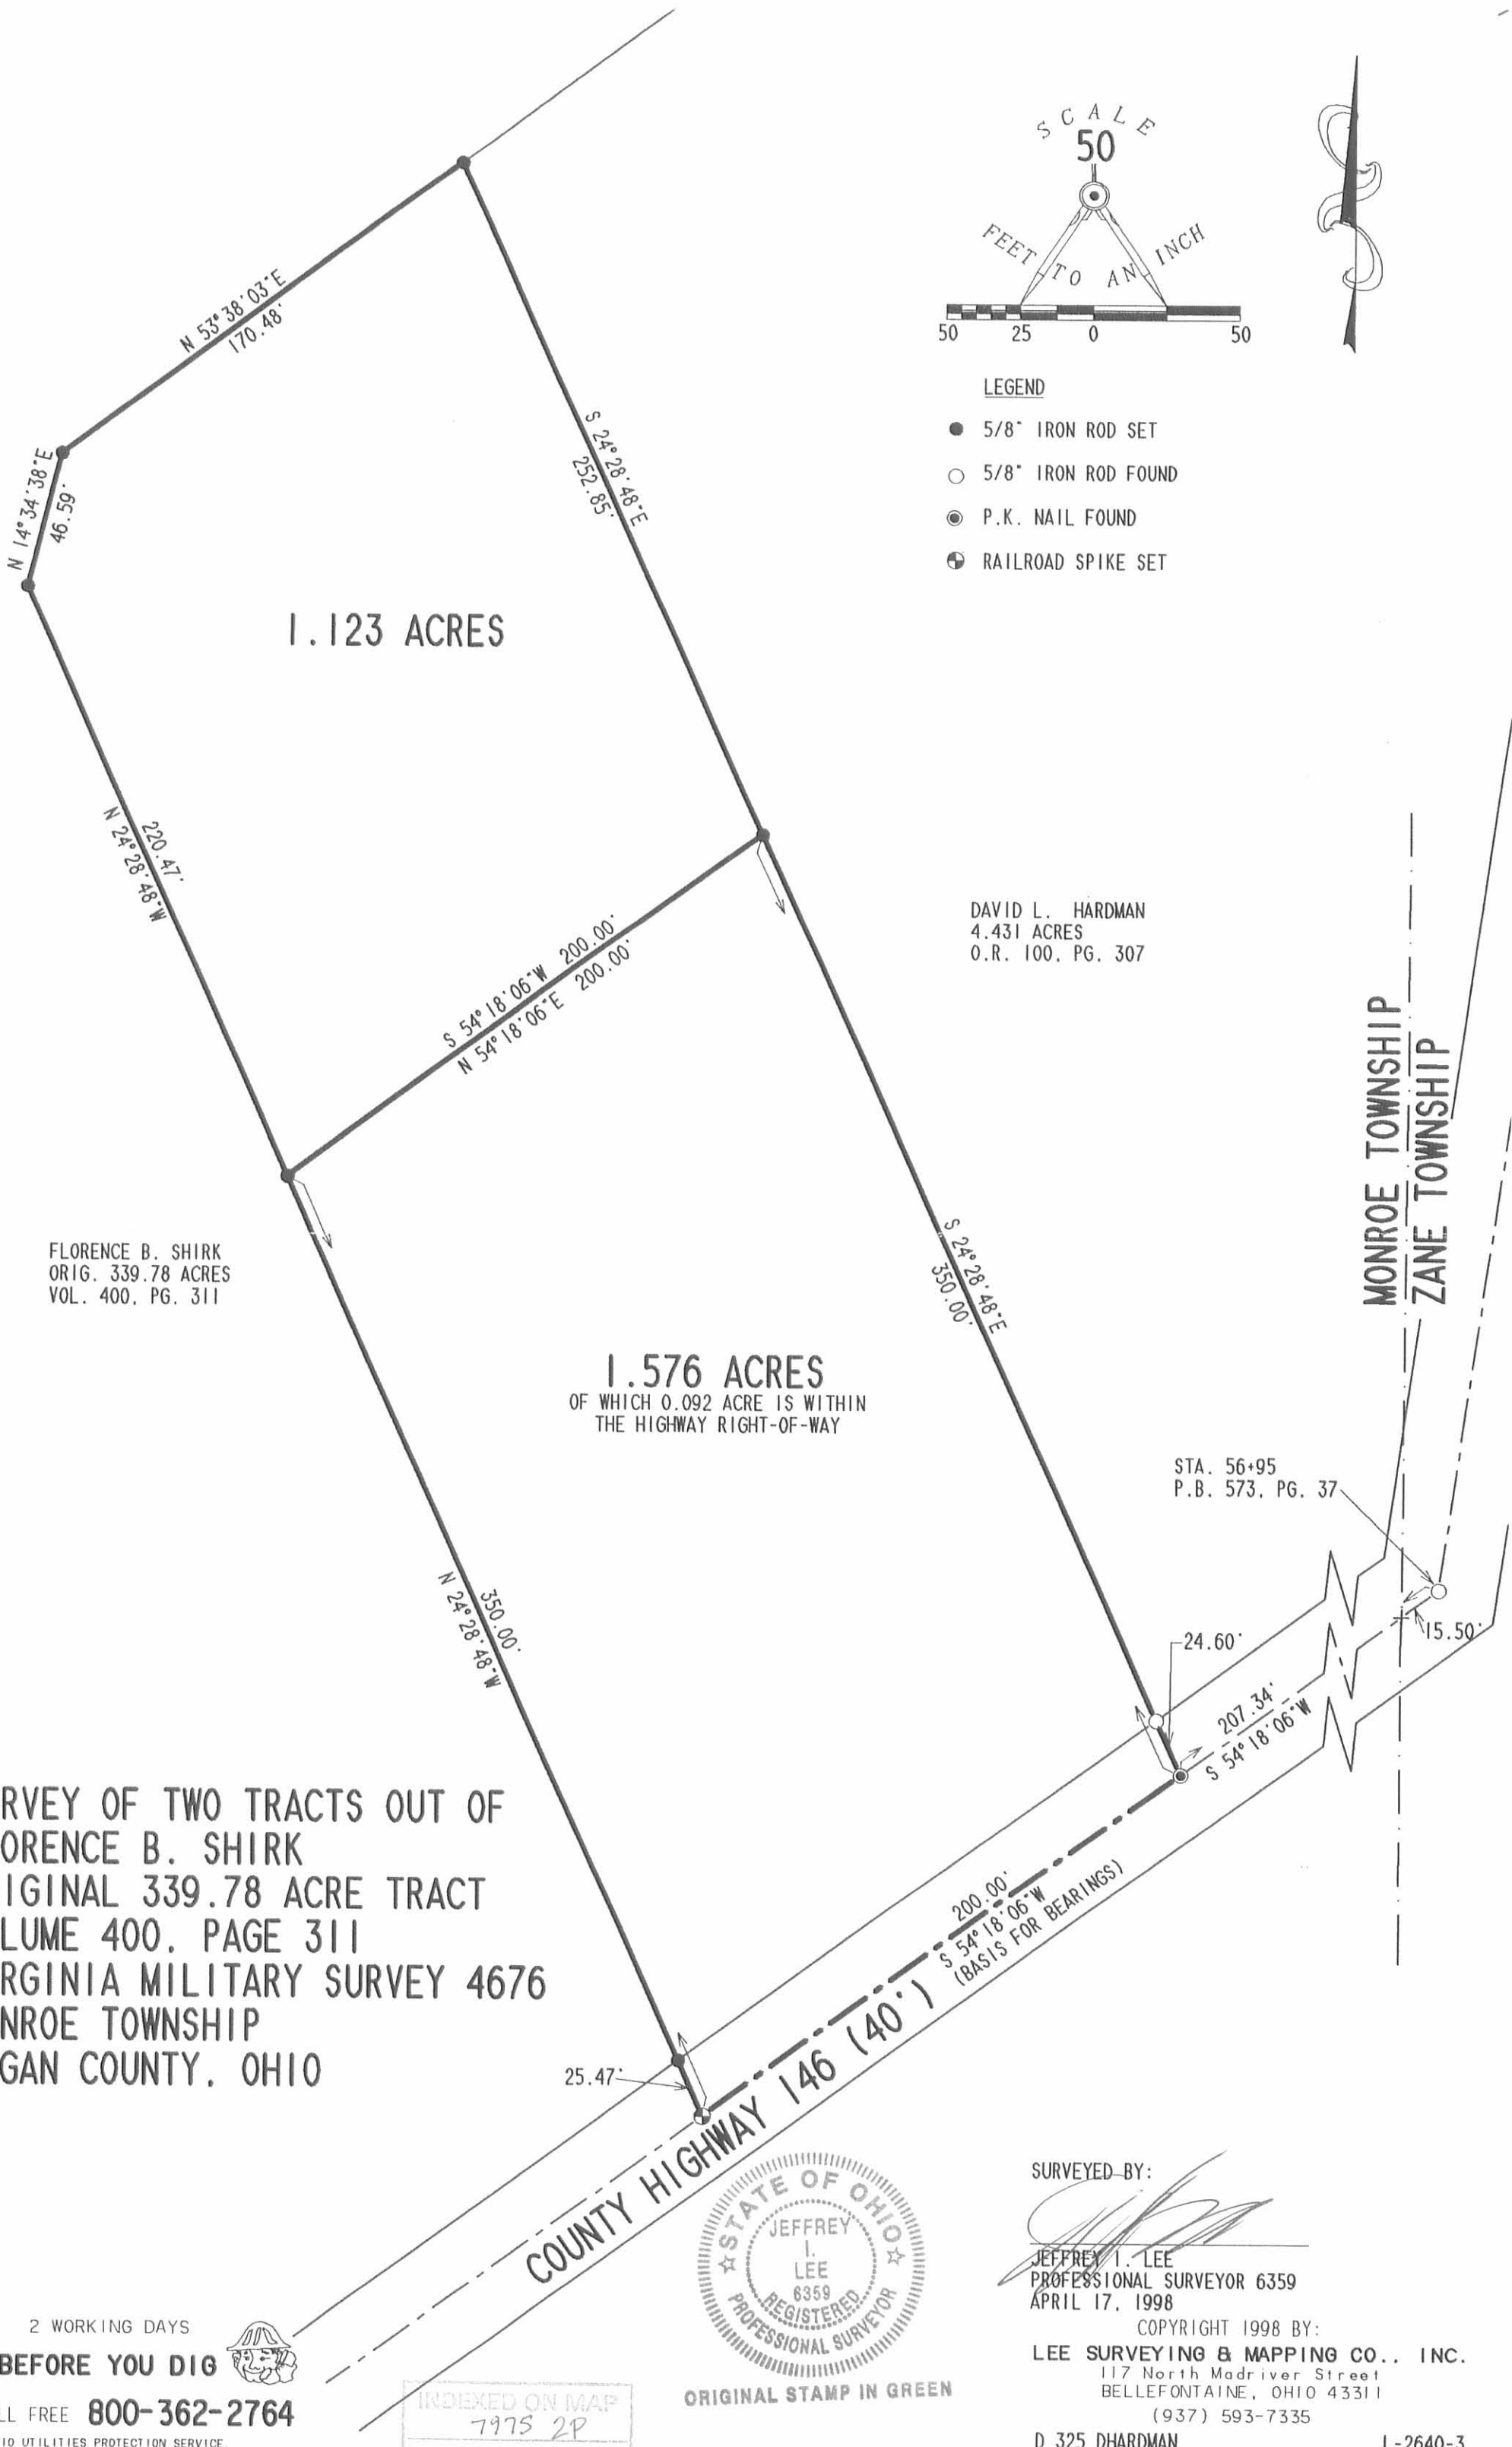 SCALE
50
FEET TO AN INCH
50 25 0 50
LEGEND
5/8" IRON ROD SET
5/8" IRON ROD FOUND
P.K. NAIL FOUND
RAILROAD SPIKE SET
N 53°38'03"E
170.48'
N 14°34'38"E
46.59'
S 24°28'48"E
252.85'
1.123 ACRES
220.47'
N 24°28'48"W
S 54°18'06"W 200.00'
N 54°18'06"E 200.00'
DAVID L. HARDMAN
4.431 ACRES
O.R. 100, PG. 307
MONROE TOWNSHIP
ZANE TOWNSHIP
FLORENCE B. SHIRK
ORIG. 339.78 ACRES
VOL. 400, PG. 311
S 24°28'48"E
350.00'
1.576 ACRES
OF WHICH 0.092 ACRE IS WITHIN
THE HIGHWAY RIGHT-OF-WAY
STA. 56+95
P.B. 573, PG. 37
350.00'
N 24°28'48"W
24.60'
15.50'
207.34'
S 54°18'06"W
RVEY OF TWO TRACTS OUT OF
ORENCE B. SHIRK
IGINAL 339.78 ACRE TRACT
LUME 400, PAGE 311
RGINIA MILITARY SURVEY 4676
NROE TOWNSHIP
GAN COUNTY, OHIO
200.00'
S 54°18'06"W
(BASIS FOR BEARINGS)
25.47'
COUNTY HIGHWAY 146 (40')
STATE OF OHIO
JEFFREY
I.
LEE
6359
REGISTERED
PROFESSIONAL SURVEYOR
ORIGINAL STAMP IN GREEN
SURVEYED BY:
JEFFREY I. LEE
PROFESSIONAL SURVEYOR 6359
APRIL 17, 1998
COPYRIGHT 1998 BY:
LEE SURVEYING & MAPPING CO., INC.
117 North Madriver Street
BELLEFONTAINE, OHIO 43311
(937) 593-7335
D 325 DHARDMAN L-2640-3
2 WORKING DAYS
BEFORE YOU DIG
LL FREE 800-362-2764
IO UTILITIES PROTECTION SERVICE
INDEXED ON MAP
7975 2P